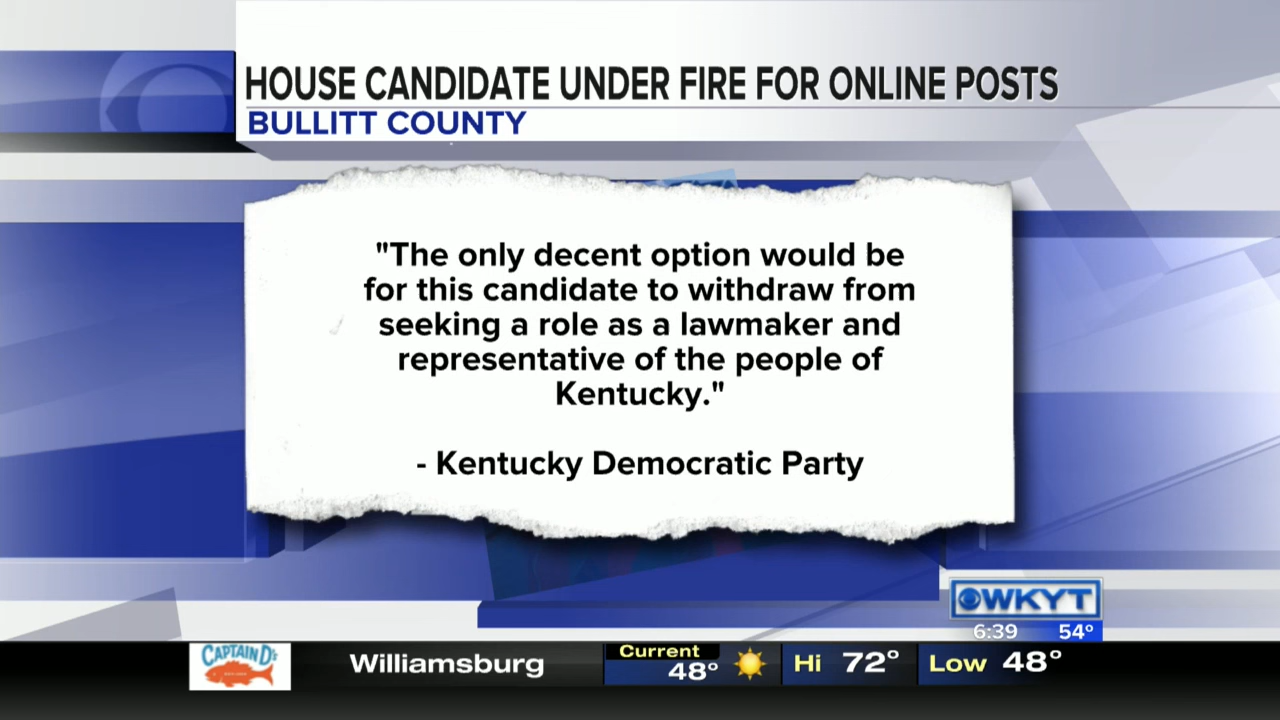 HOUSE CANDIDATE UNDER FIRE FOR ONLINE POSTS
BULLITT COUNTY
"The only decent option would be
for this candidate to withdraw from
seeking a role as a lawmaker and
representative of the people of
Kentucky."
- Kentucky Democratic Party
WKYT
6:39 54°
CAPTAIN D's
Williamsburg
Current
48°
Hi 72°
Low 48°